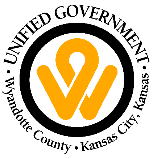 • UNIFIED GOVERNMENT •
Wyandotte County • Kansas City, Kansas